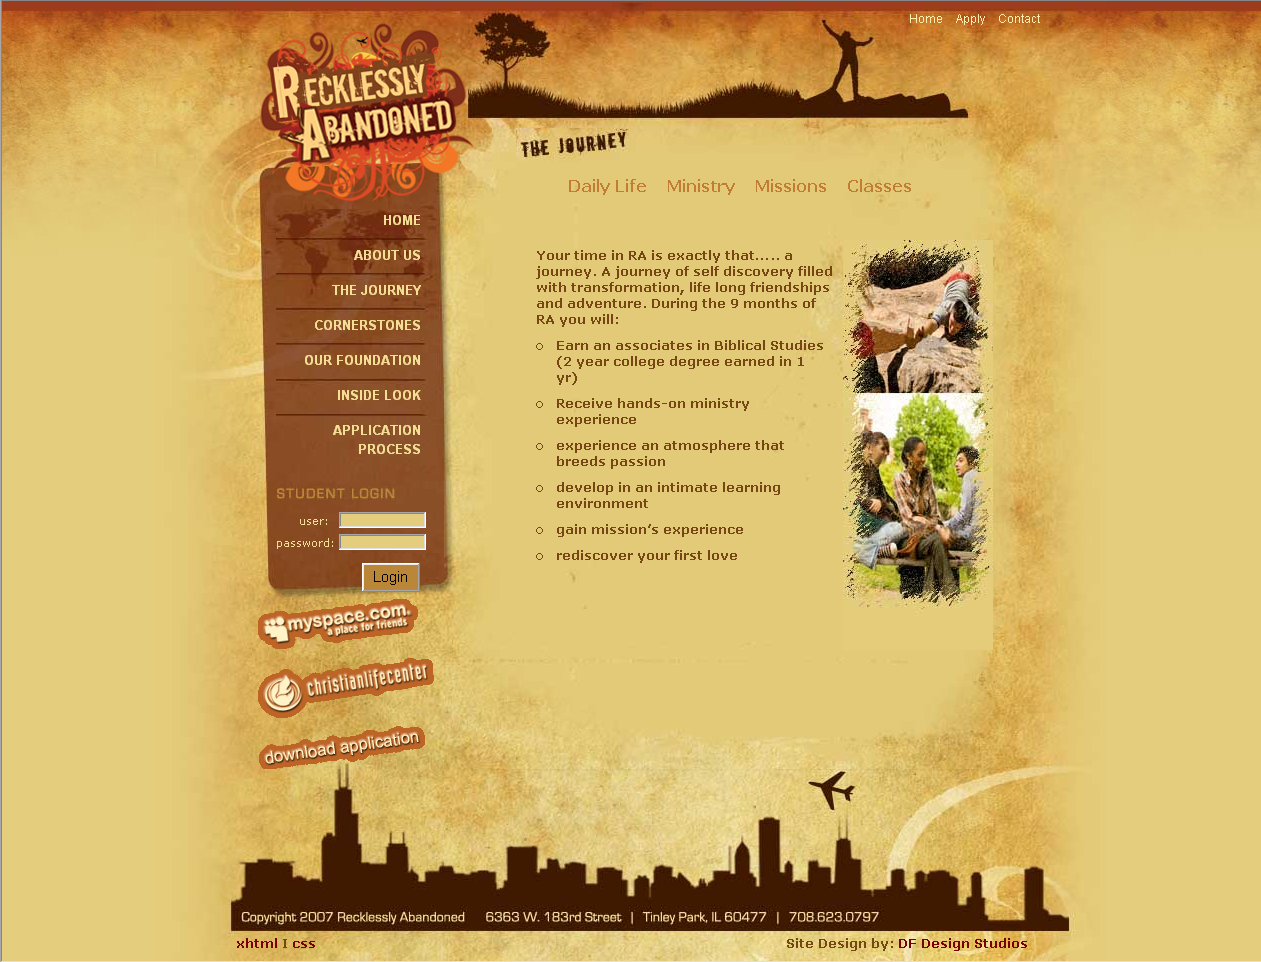 Home Apply Contact
RECKLESSLY
ABANDONED
THE JOURNEY
Daily Life Ministry Missions Classes
HOME
ABOUT US
THE JOURNEY
CORNERSTONES
OUR FOUNDATION
INSIDE LOOK
APPLICATION
PROCESS
STUDENT LOGIN
user:
password:
Login
myspace.com®
a place for friends
christianlifecenter
download application
Your time in RA is exactly that..... a
journey. A journey of self discovery filled
with transformation, life long friendships
and adventure. During the 9 months of
RA you will:
Earn an associates in Biblical Studies
(2 year college degree earned in 1
yr)
Receive hands-on ministry
experience
experience an atmosphere that
breeds passion
develop in an intimate learning
environment
gain mission’s experience
rediscover your first love
Copyright 2007 Recklessly Abandoned 6363 W. 183rd Street | Tinley Park, IL 60477 | 708.623.0797
xhtml I css
Site Design by: DF Design Studios